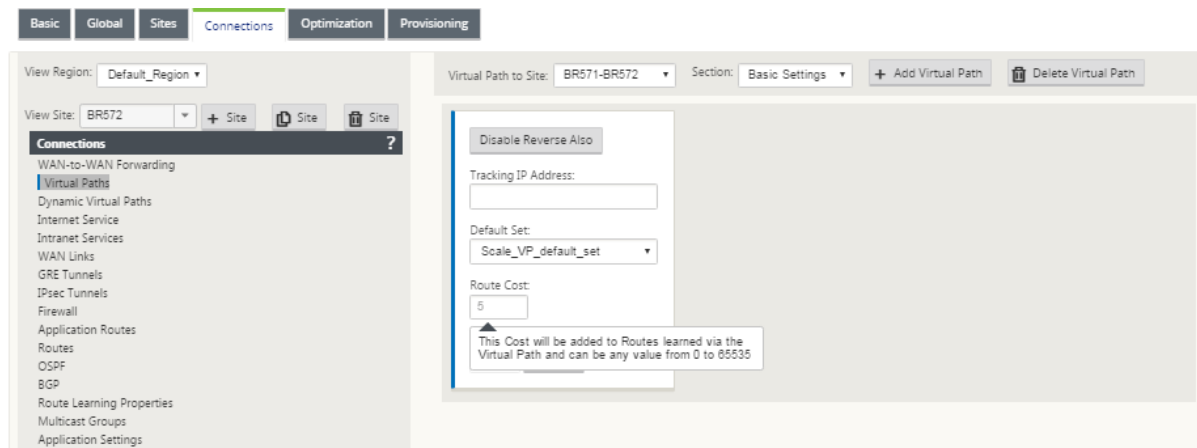 Basic Global Sites Connections Optimization Provisioning
View Region: Default_Region
View Site: BR572 + Site Site Site
Connections ?
WAN-to-WAN Forwarding
Virtual Paths
Dynamic Virtual Paths
Internet Service
Intranet Services
WAN Links
GRE Tunnels
IPsec Tunnels
Firewall
Application Routes
Routes
OSPF
BGP
Route Learning Properties
Multicast Groups
Application Settings
Virtual Path to Site: BR571-BR572 Section: Basic Settings + Add Virtual Path Delete Virtual Path
Disable Reverse Also
Tracking IP Address:
Default Set:
Scale_VP_default_set
Route Cost:
5
This Cost will be added to Routes learned via the
Virtual Path and can be any value from 0 to 65535